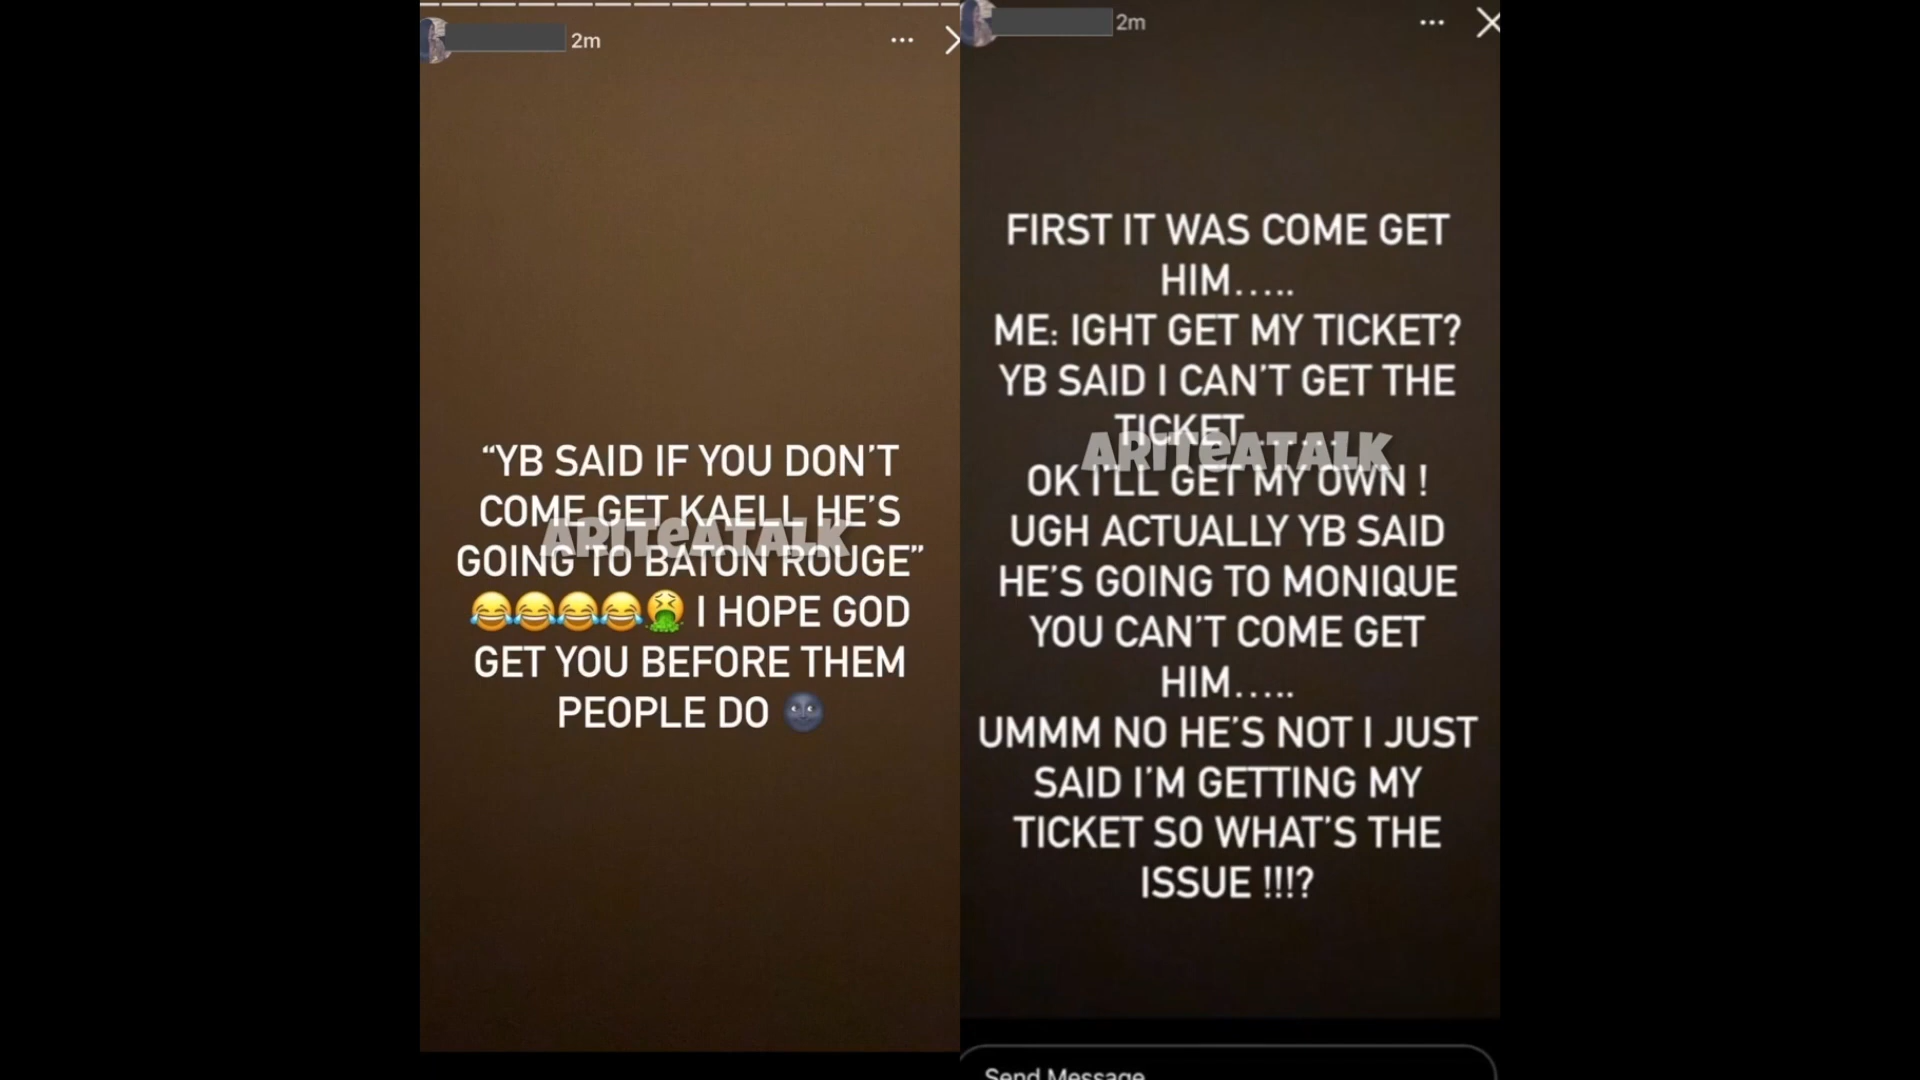 2m
“YB SAID IF YOU DON’T
COME GET KAELL HE’S
GOING TO BATON ROUGE”
😂😂😂😂🤮 I HOPE GOD
GET YOU BEFORE THEM
PEOPLE DO 🌚
ARITEATALK
2m
FIRST IT WAS COME GET
HIM.....
ME: IGHT GET MY TICKET?
YB SAID I CAN’T GET THE
TICKET.......
OK I’LL GET MY OWN !
UGH ACTUALLY YB SAID
HE’S GOING TO MONIQUE
YOU CAN’T COME GET
HIM.....
UMMM NO HE’S NOT I JUST
SAID I’M GETTING MY
TICKET SO WHAT’S THE
ISSUE !!!?
ARITEATALK
Send Message